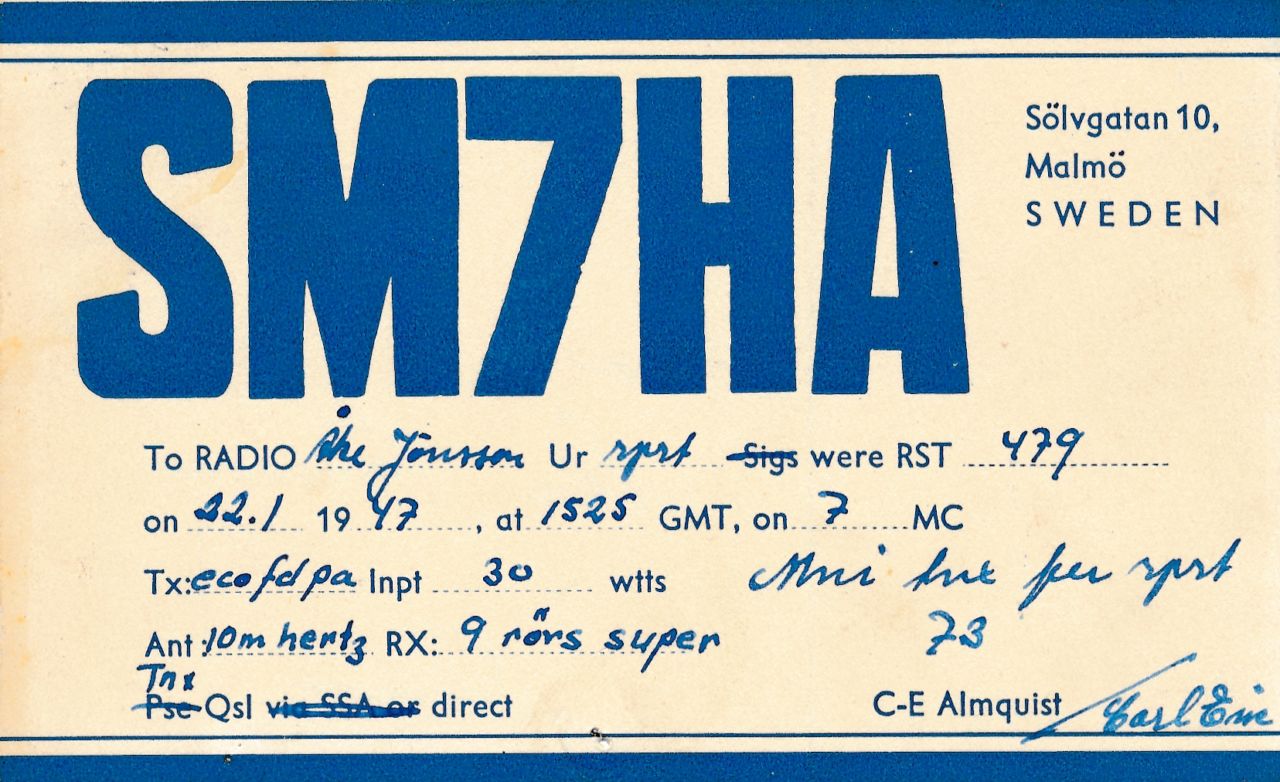 SM7HA
Sölvgatan 10,
Malmö
SWEDEN
To RADIO Åke Jönsson Ur rprt Sigs were RST 479
on 22.1 1947, at 1525 GMT, on 7 MC
Tx: eco fd pa Inpt 30 wtts
Mni tnx fer rprt
Ant: 10m hertz RX: 9 rörs super
73
Tnx
Pse Qsl via SSA or direct
C-E Almquist / Carl Eric